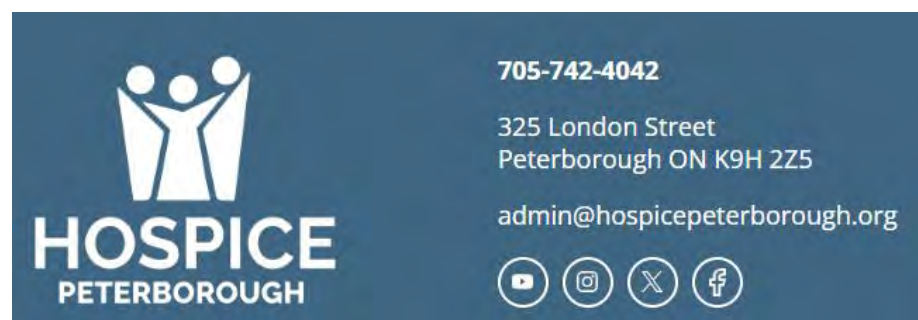 HOSPICE
PETERBOROUGH
705-742-4042
325 London Street
Peterborough ON K9H 2Z5
admin@hospicepeterborough.org